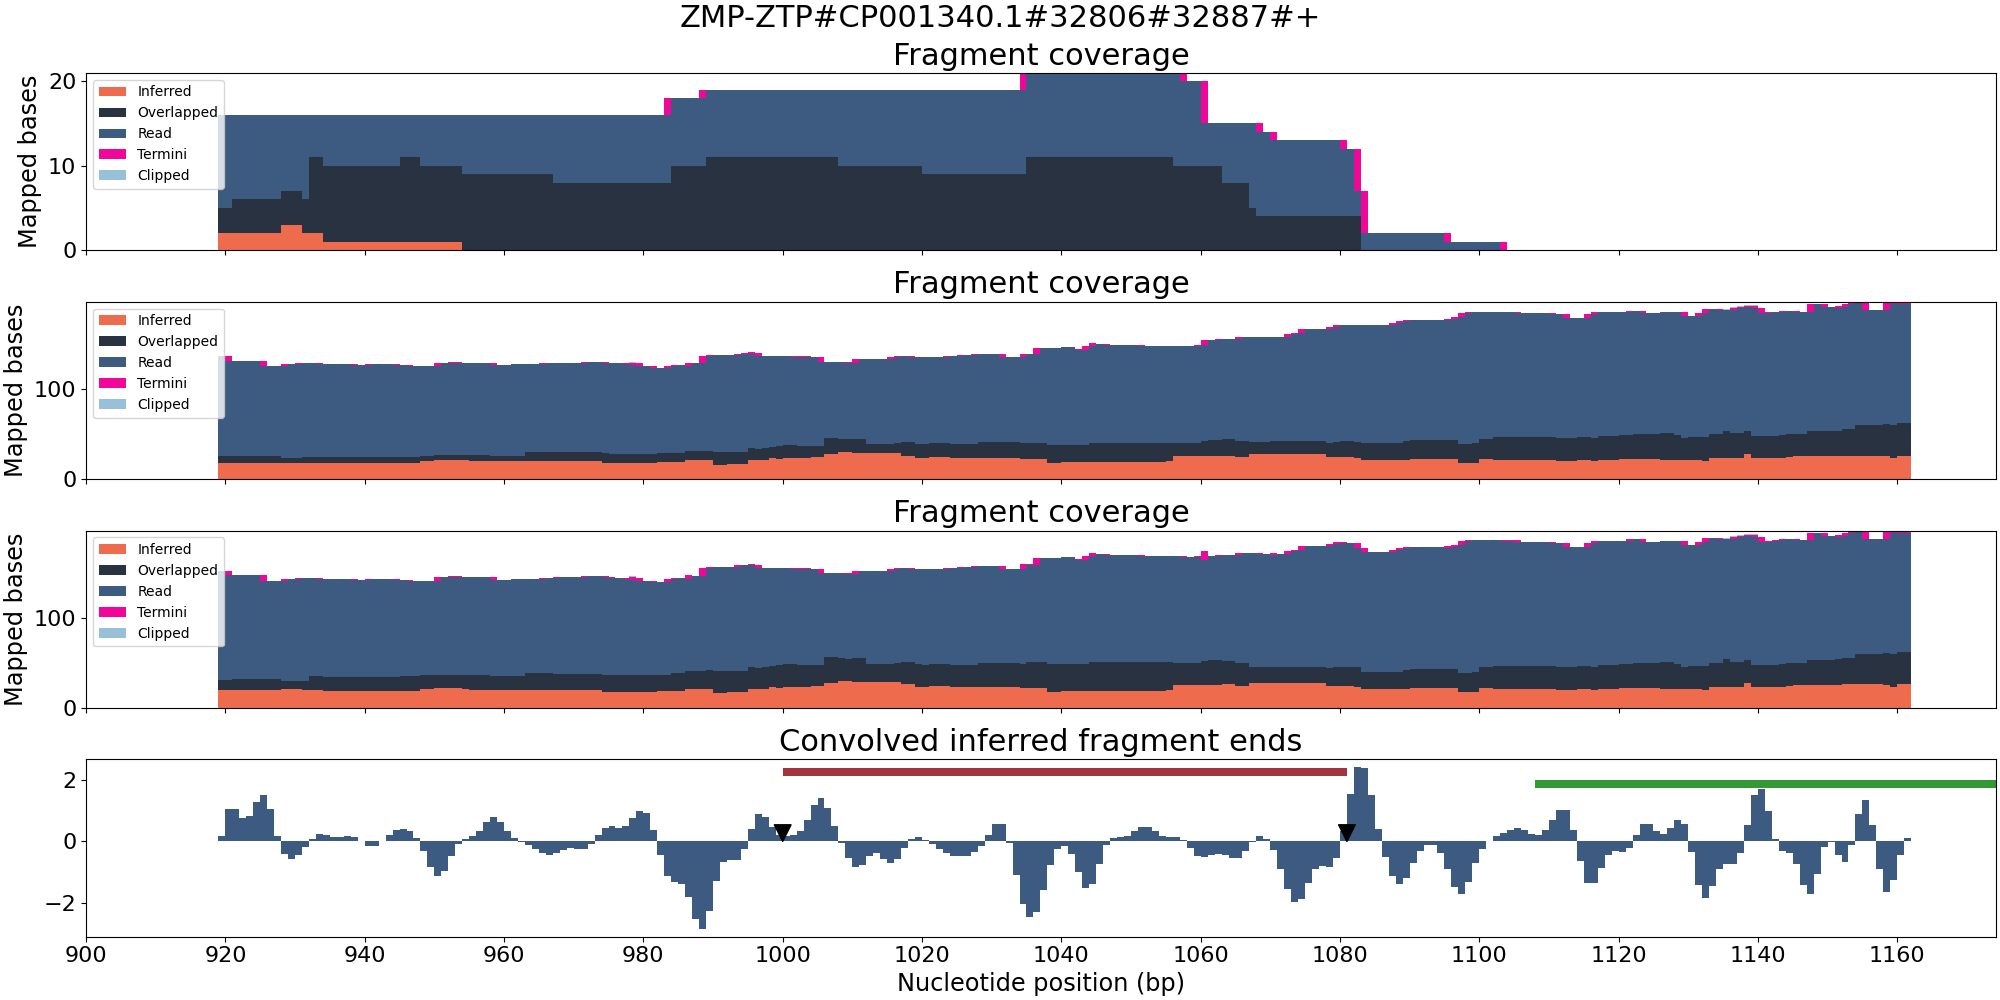 ZMP-ZTP#CP001340.1#32806#32887#+
Fragment coverage
Mapped bases
20
10
0
Inferred
Overlapped
Read
Termini
Clipped
Fragment coverage
Mapped bases
100
0
Inferred
Overlapped
Read
Termini
Clipped
Fragment coverage
Mapped bases
100
0
Inferred
Overlapped
Read
Termini
Clipped
Convolved inferred fragment ends
2
0
−2
900 920 940 960 980 1000 1020 1040 1060 1080 1100 1120 1140 1160
Nucleotide position (bp)